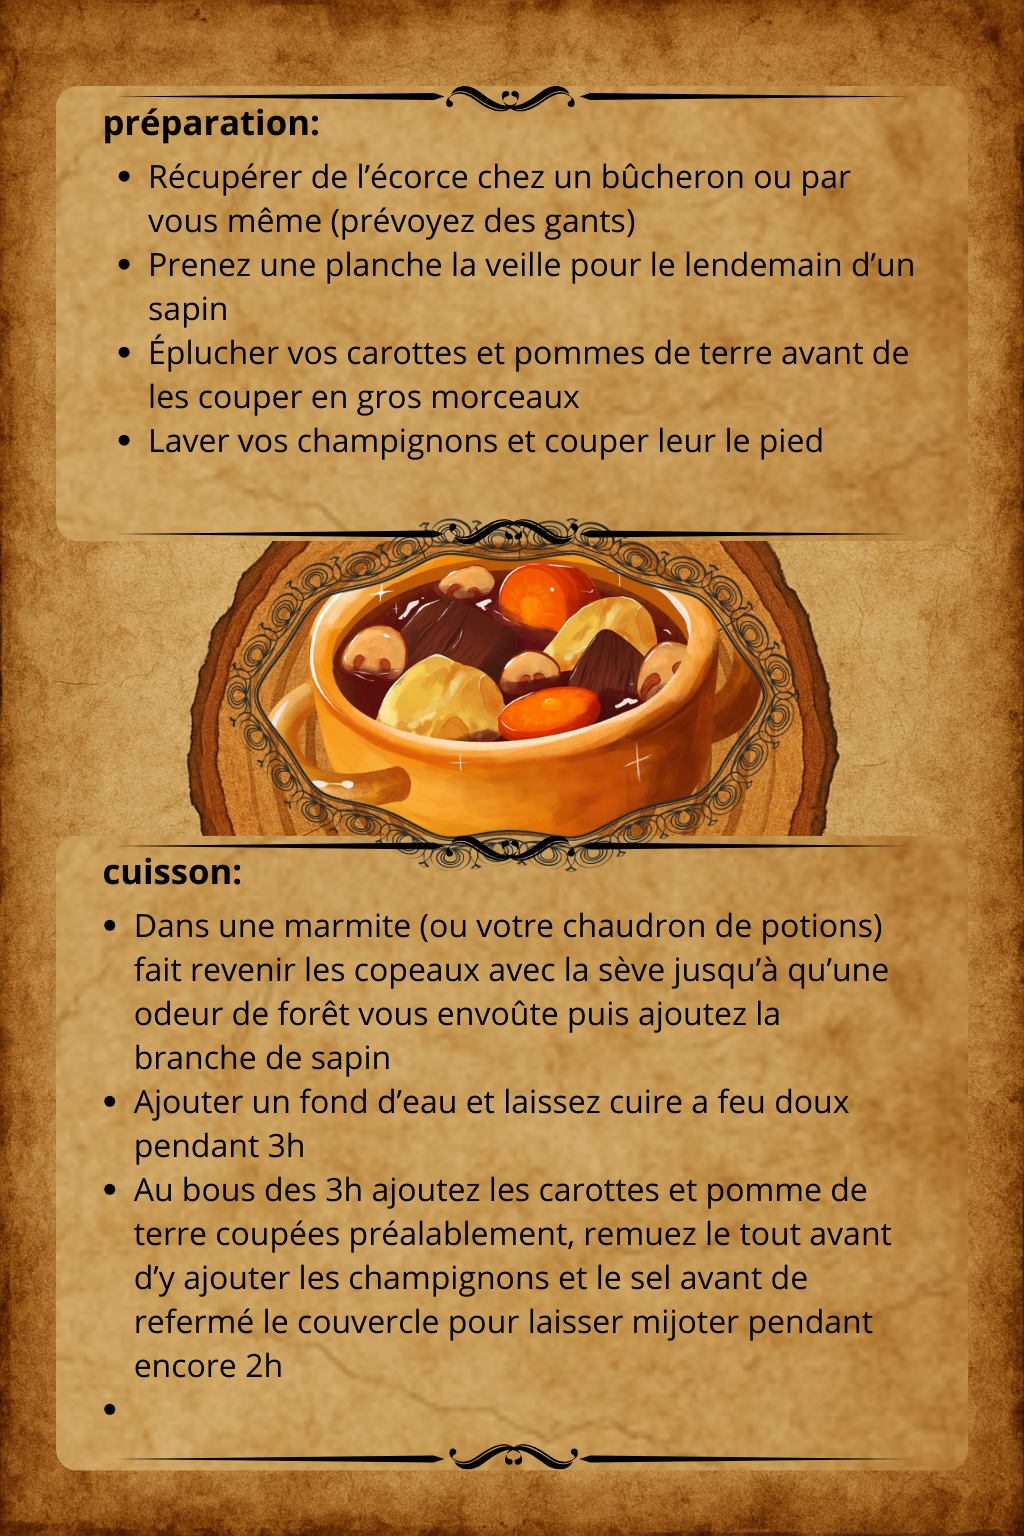 préparation:
• Récupérer de l’écorce chez un bûcheron ou par
vous même (prévoyez des gants)
• Prenez une planche la veille pour le lendemain d’un
sapin
• Éplucher vos carottes et pommes de terre avant de
les couper en gros morceaux
• Laver vos champignons et couper leur le pied
cuisson:
• Dans une marmite (ou votre chaudron de potions)
fait revenir les copeaux avec la sève jusqu’à qu’une
odeur de forêt vous envoûte puis ajoutez la
branche de sapin
• Ajouter un fond d’eau et laissez cuire a feu doux
pendant 3h
• Au bous des 3h ajoutez les carottes et pomme de
terre coupées préalablement, remuez le tout avant
d’y ajouter les champignons et le sel avant de
refermé le couvercle pour laisser mijoter pendant
encore 2h
•